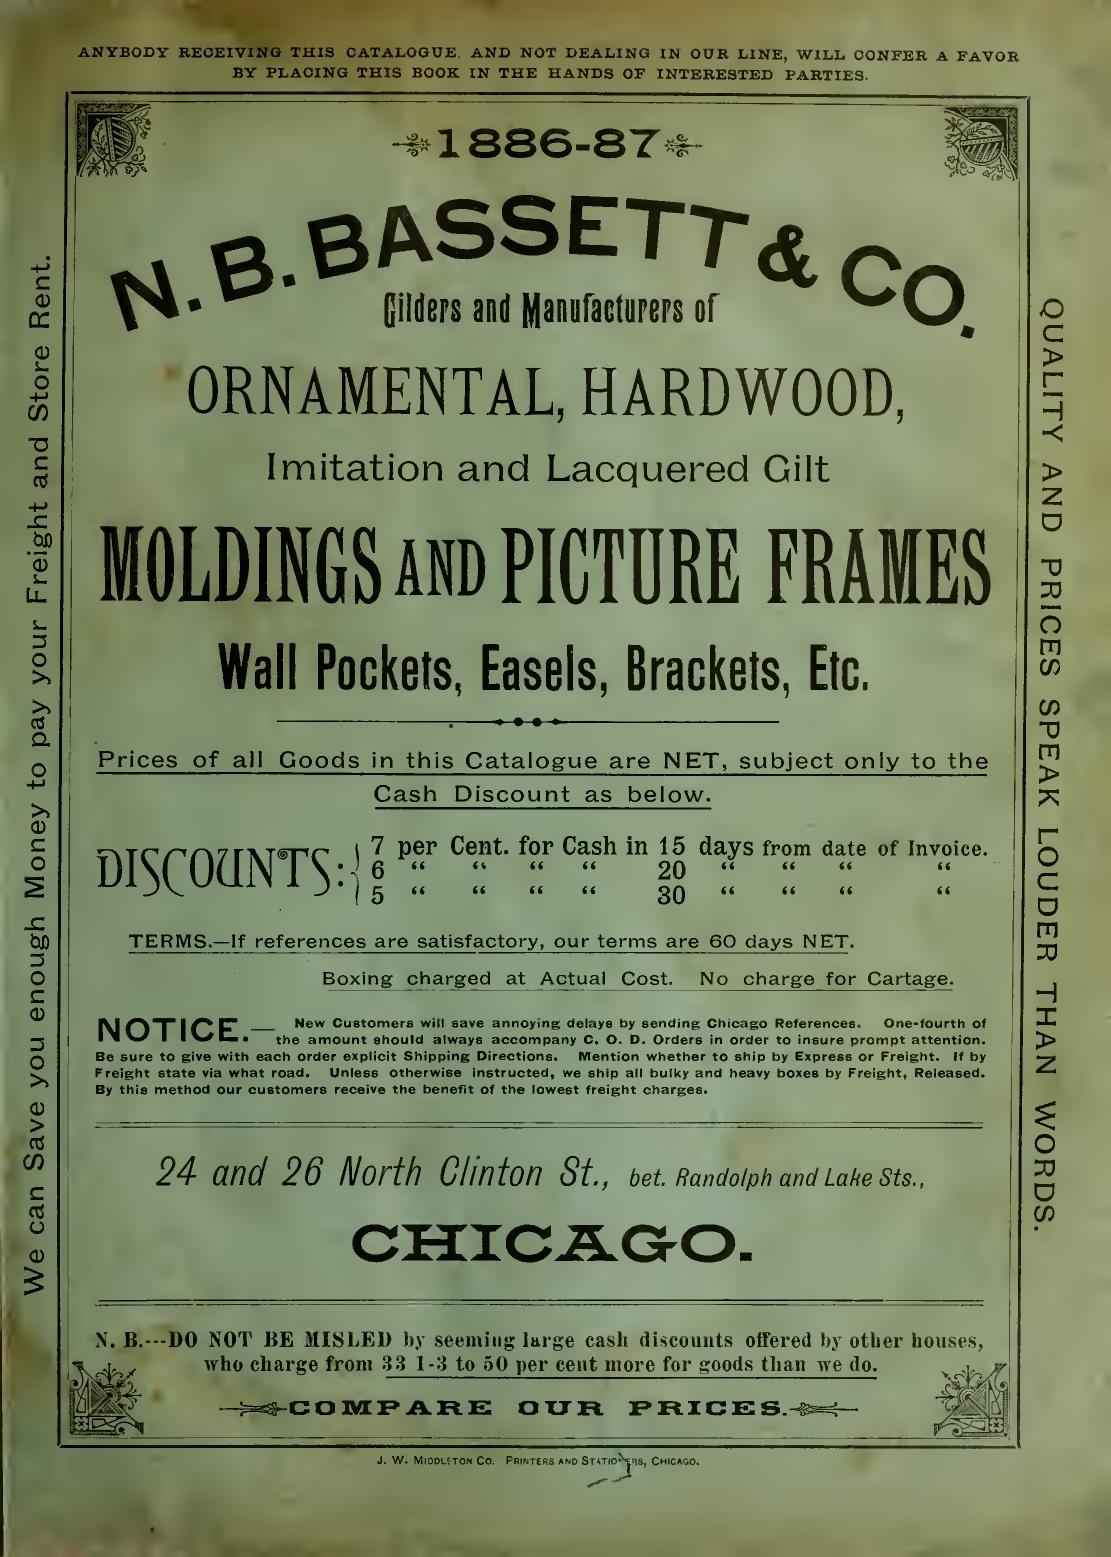 ANYBODY RECEIVING THIS CATALOGUE, AND NOT DEALING IN OUR LINE, WILL CONFER A FAVOR
BY PLACING THIS BOOK IN THE HANDS OF INTERESTED PARTIES.
We can Save you enough Money to pay your Freight and Store Rent.
1886-87
N. B. BASSETT & CO.
Gilders and Manufacturers of
ORNAMENTAL, HARDWOOD,
Imitation and Lacquered Gilt
MOLDINGS AND PICTURE FRAMES
Wall Pockets, Easels, Brackets, Etc.
Prices of all Goods in this Catalogue are NET, subject only to the
Cash Discount as below.
DISCOUNTS: { 7 per Cent. for Cash in 15 days from date of Invoice.
6 “ “ “ “ 20 “ “ “ “
5 “ “ “ “ 30 “ “ “ “
TERMS.—If references are satisfactory, our terms are 60 days NET.
Boxing charged at Actual Cost. No charge for Cartage.
NOTICE.— New Customers will save annoying delays by sending Chicago References. One-fourth of
the amount should always accompany C. O. D. Orders in order to insure prompt attention.
Be sure to give with each order explicit Shipping Directions. Mention whether to ship by Express or Freight. If by
Freight state via what road. Unless otherwise instructed, we ship all bulky and heavy boxes by Freight, Released.
By this method our customers receive the benefit of the lowest freight charges.
24 and 26 North Clinton St., bet. Randolph and Lake Sts.,
CHICAGO.
N. B.---DO NOT BE MISLED by seeming large cash discounts offered by other houses,
who charge from 33 1-3 to 50 per cent more for goods than we do.
COMPARE OUR PRICES.
QUALITY AND PRICES SPEAK LOUDER THAN WORDS.
J. W. MIDDLETON CO. PRINTERS AND STATIONERS, CHICAGO.